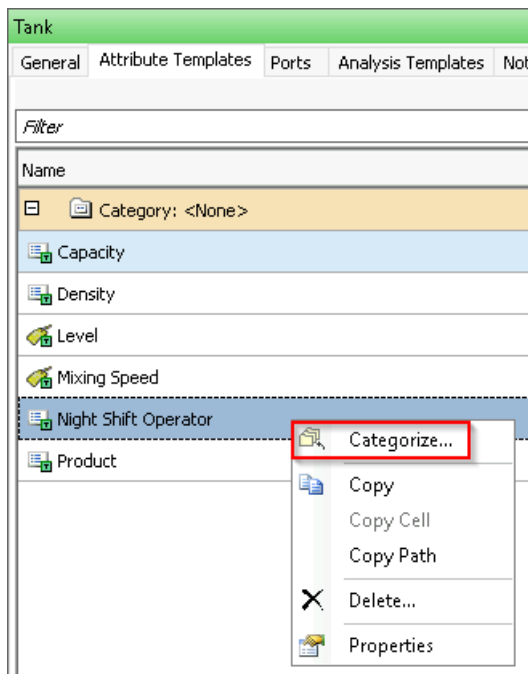 Tank
General Attribute Templates Ports Analysis Templates Not
Filter
Name
Category: <None>
Capacity
Density
Level
Mixing Speed
Night Shift Operator
Product
Categorize...
Copy
Copy Cell
Copy Path
Delete...
Properties